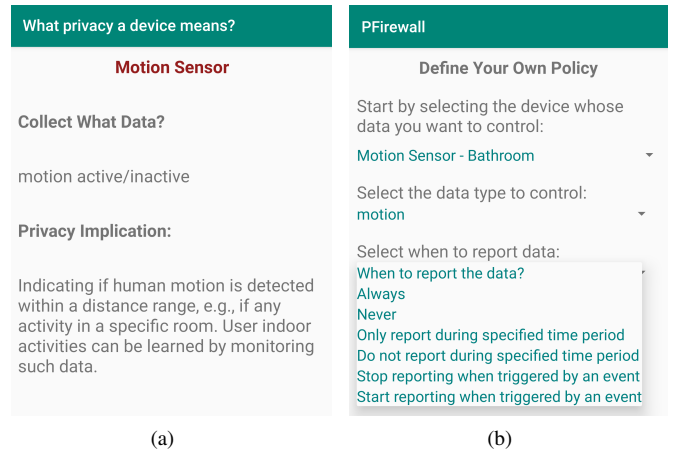 What privacy a device means?
Motion Sensor
Collect What Data?
motion active/inactive
Privacy Implication:
Indicating if human motion is detected
within a distance range, e.g., if any
activity in a specific room. User indoor
activities can be learned by monitoring
such data.
(a)
PFirewall
Define Your Own Policy
Start by selecting the device whose
data you want to control:
Motion Sensor - Bathroom
Select the data type to control:
motion
Select when to report data:
When to report the data?
Always
Never
Only report during specified time period
Do not report during specified time period
Stop reporting when triggered by an event
Start reporting when triggered by an event
(b)